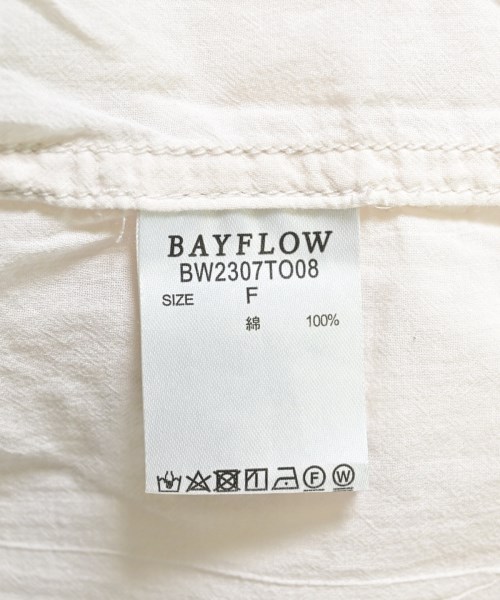 BAYFLOW
BW2307TO08
SIZE F
綿 100%
F W